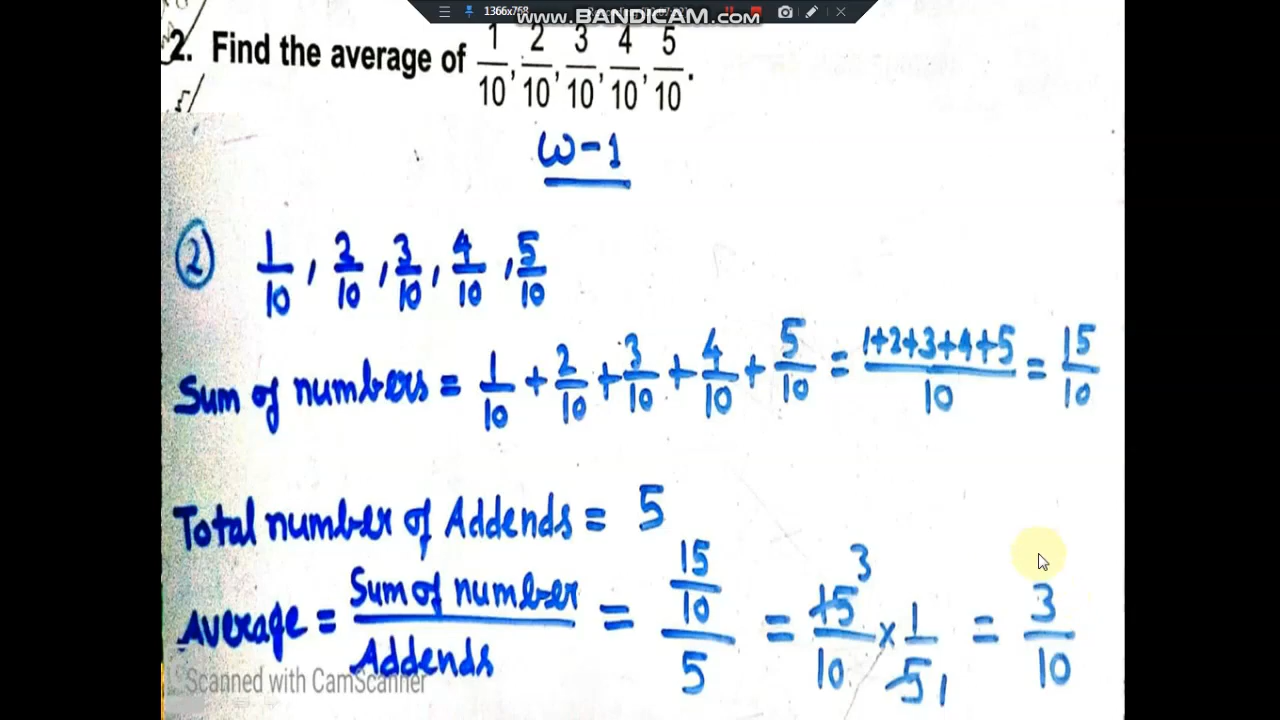 1366x768
www.BANDICAM.com
2. Find the average of 1/10, 2/10, 3/10, 4/10, 5/10.
W-1
② 1/10, 2/10, 3/10, 4/10, 5/10
Sum of numbers = 1/10 + 2/10 + 3/10 + 4/10 + 5/10 = 1+2+3+4+5/10 = 15/10
Total number of Addends = 5
Average = Sum of number/Addends = 15/10/5 = 15 3/10 × 1/5 1 = 3/10
Scanned with CamScanner